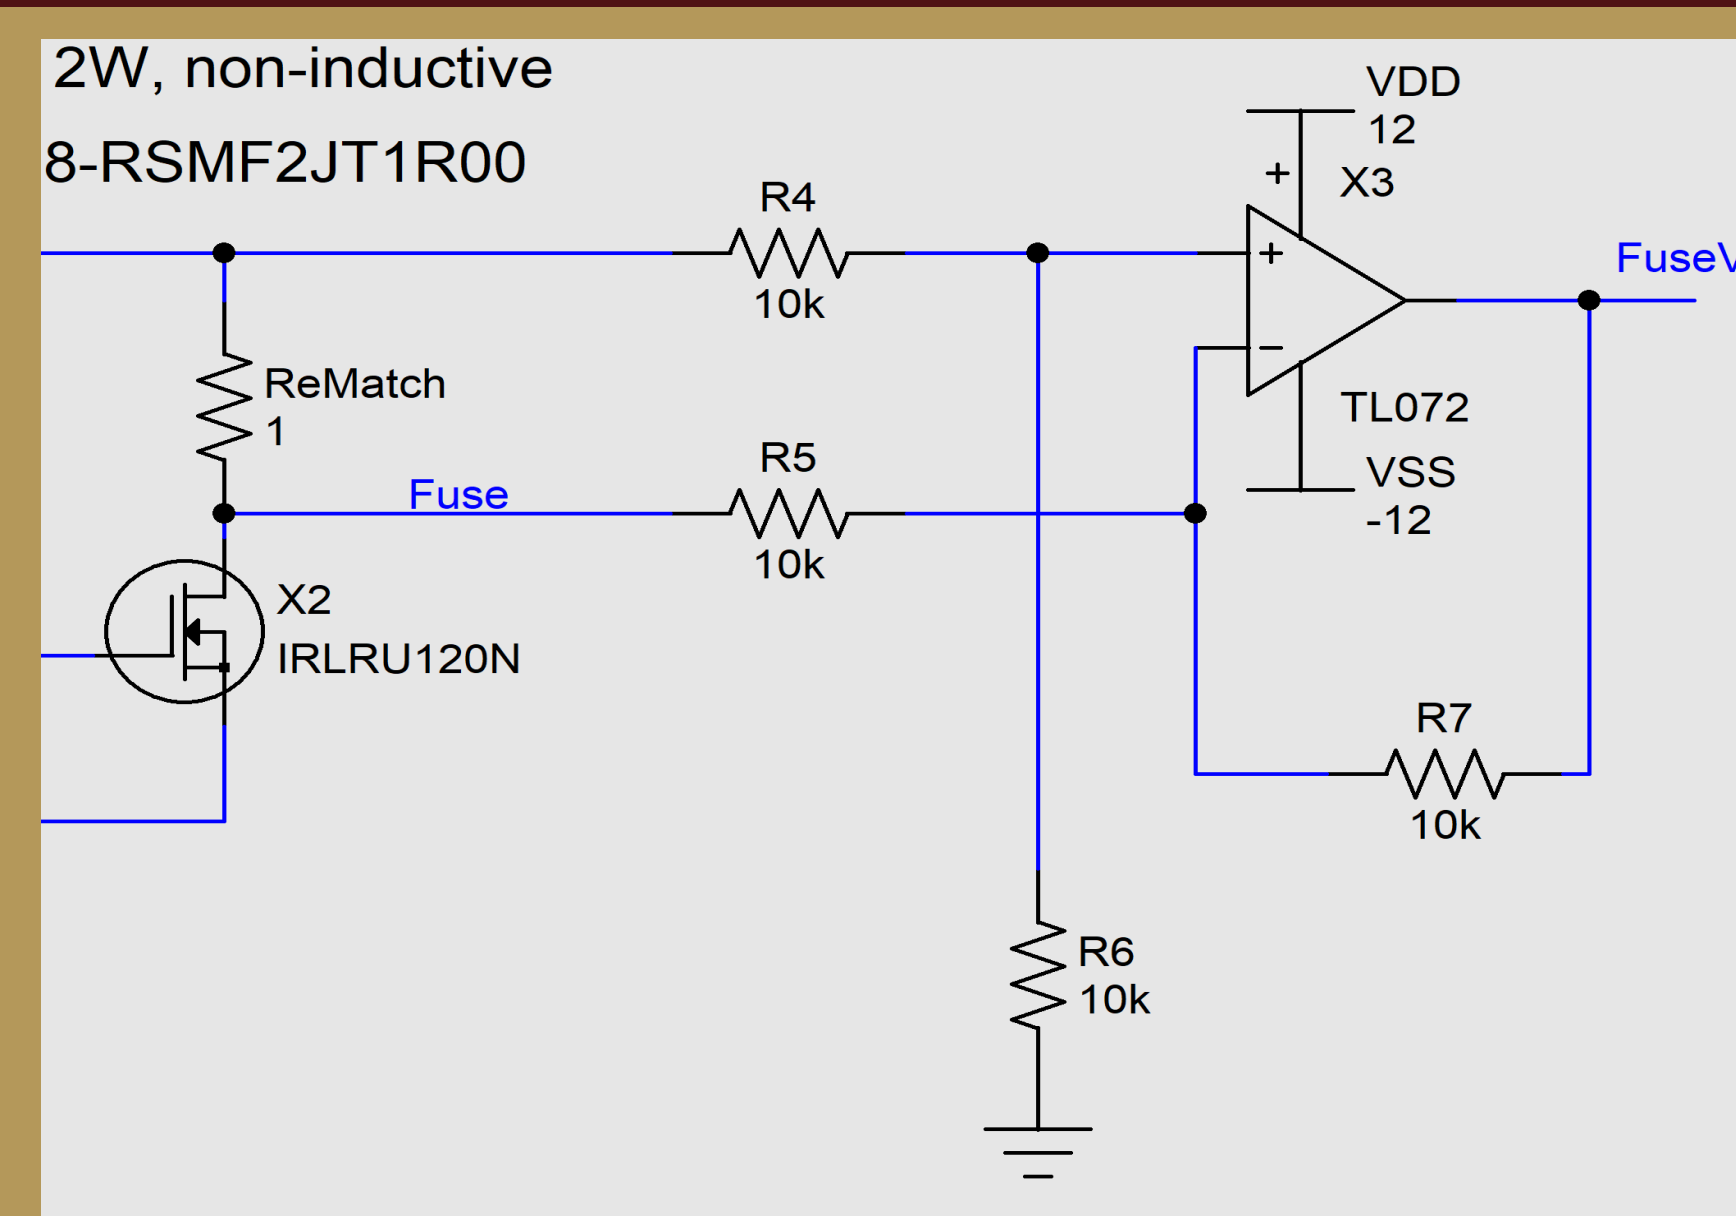 2W, non-inductive
8-RSMF2JT1R00
VDD
12
+
X3
R4
10k
+
FuseV
ReMatch
1
−
TL072
VSS
-12
Fuse
R5
10k
X2
IRLRU120N
R7
10k
R6
10k